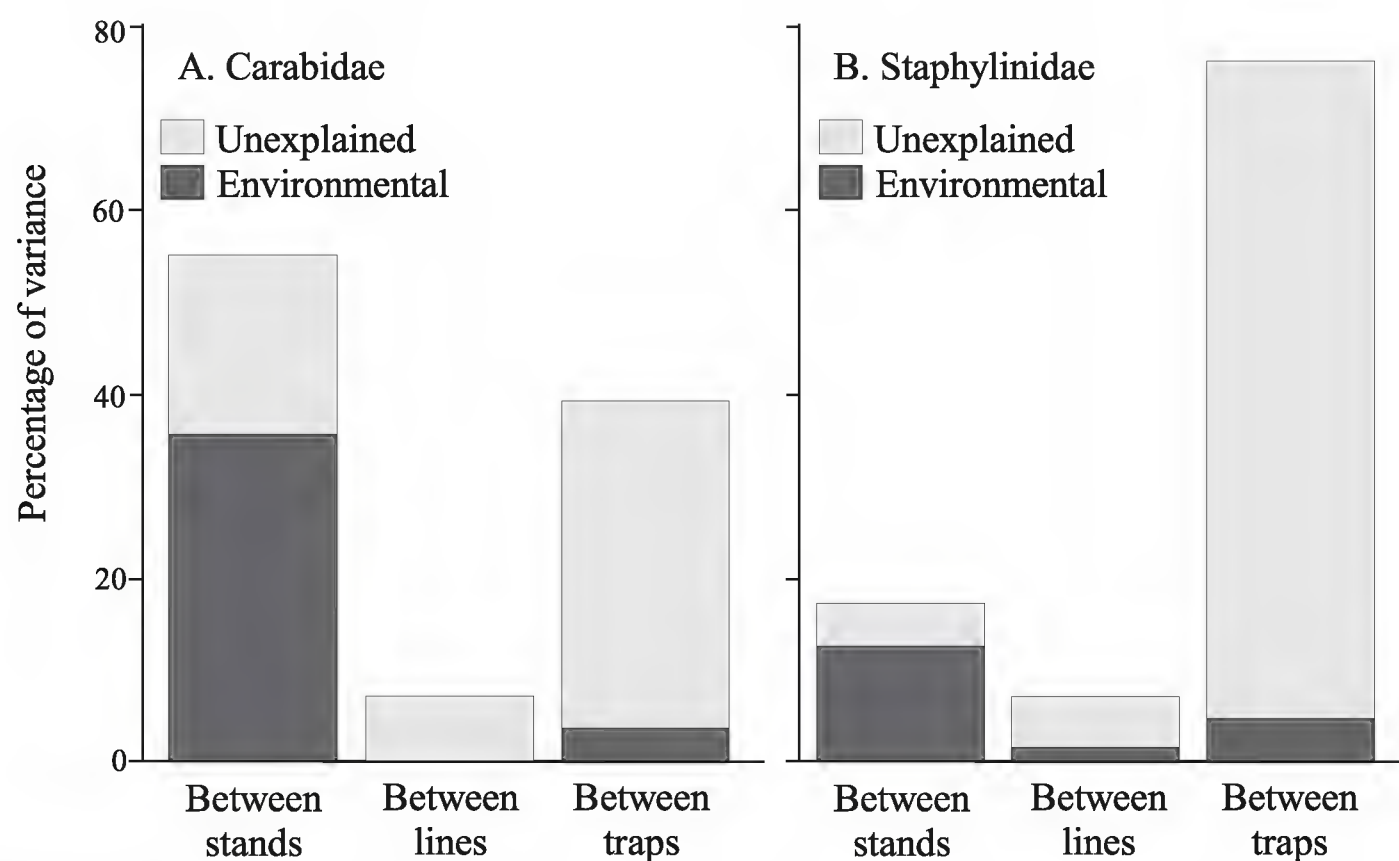 Percentage of variance
80
60
40
20
0
A. Carabidae
Unexplained
Environmental
Between
stands
Between
lines
Between
traps
B. Staphylinidae
Unexplained
Environmental
Between
stands
Between
lines
Between
traps